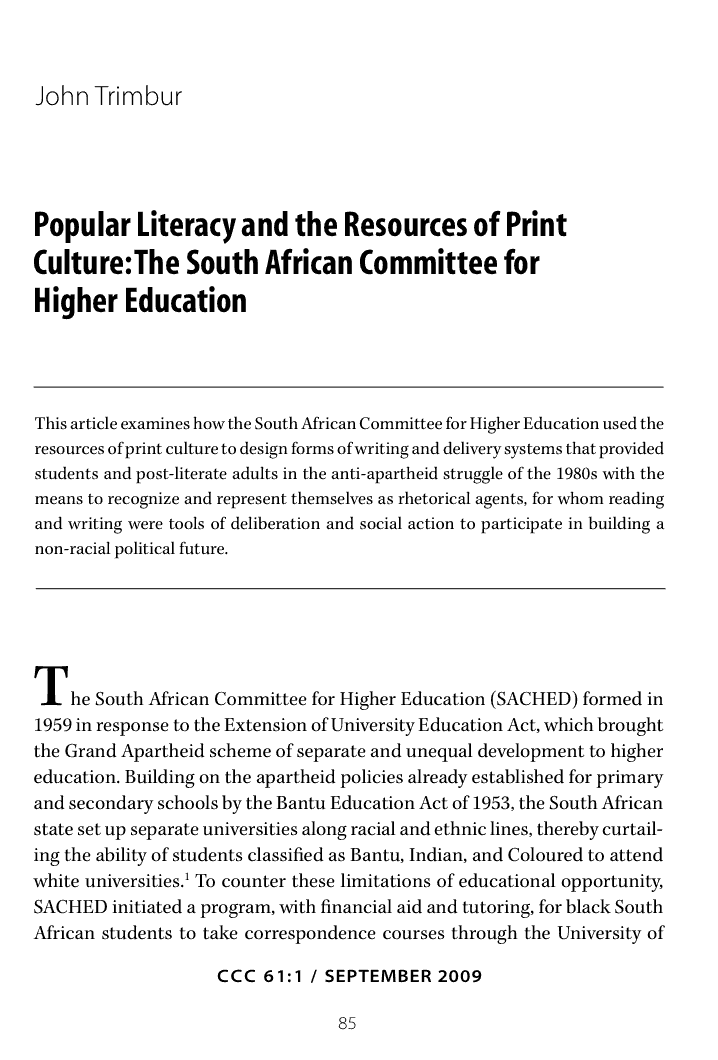 John Trimbur
Popular Literacy and the Resources of Print
Culture: The South African Committee for
Higher Education
This article examines how the South African Committee for Higher Education used the
resources of print culture to design forms of writing and delivery systems that provided
students and post-literate adults in the anti-apartheid struggle of the 1980s with the
means to recognize and represent themselves as rhetorical agents, for whom reading
and writing were tools of deliberation and social action to participate in building a
non-racial political future.
The South African Committee for Higher Education (SACHED) formed in
1959 in response to the Extension of University Education Act, which brought
the Grand Apartheid scheme of separate and unequal development to higher
education. Building on the apartheid policies already established for primary
and secondary schools by the Bantu Education Act of 1953, the South African
state set up separate universities along racial and ethnic lines, thereby curtail-
ing the ability of students classified as Bantu, Indian, and Coloured to attend
white universities.¹ To counter these limitations of educational opportunity,
SACHED initiated a program, with financial aid and tutoring, for black South
African students to take correspondence courses through the University of
CCC 61:1 / SEPTEMBER 2009
85